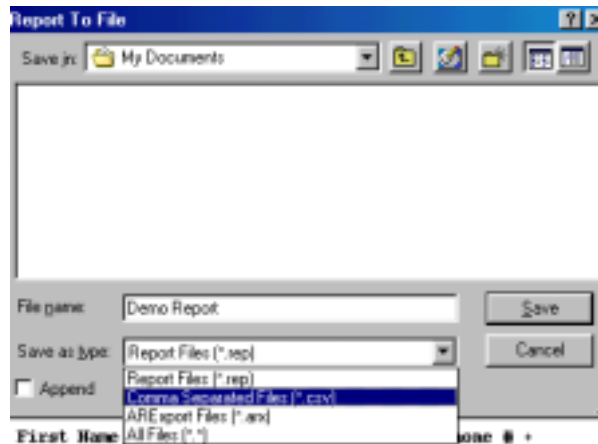 Report To File
Save in: My Documents
File name: Demo Report
Save
Save as type: Report Files (*.rep)
Cancel
Append
Report Files (*.rep)
Comma Separated Files (*.csv)
ARExport Files (*.arx)
All Files (*.*)
First Name